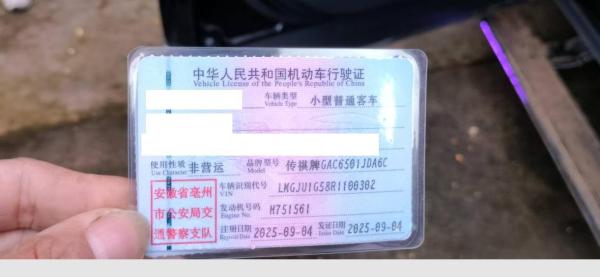 中华人民共和国机动车行驶证
Vehicle License of the People's Republic of China
车辆类型 小型普通客车
Vehicle Type
使用性质 非营运 品牌型号 传祺牌GAC6501JDA6C
Use Character Model
车辆识别代号 LMGJU1G58R1100302
VIN
发动机号码 H751561
Engine No.
注册日期 2025-09-04 发证日期 2025-09-04
Register Date Issue Date
安徽省亳州
市公安局交
通警察支队